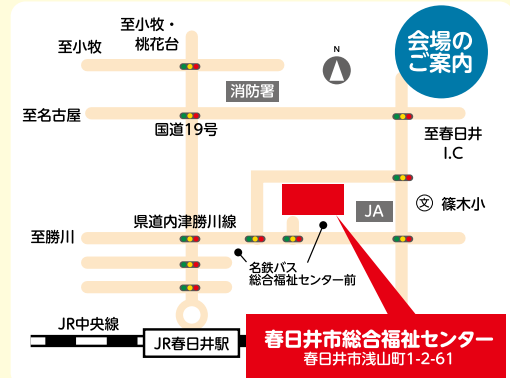 会場の
ご案内
至小牧・
桃花台
至小牧
N
消防署
至名古屋
国道19号
至春日井
I.C
県道内津勝川線
JA
文
篠木小
至勝川
名鉄バス
総合福祉センター前
JR中央線
JR春日井駅
春日井市総合福祉センター
春日井市浅山町1-2-61